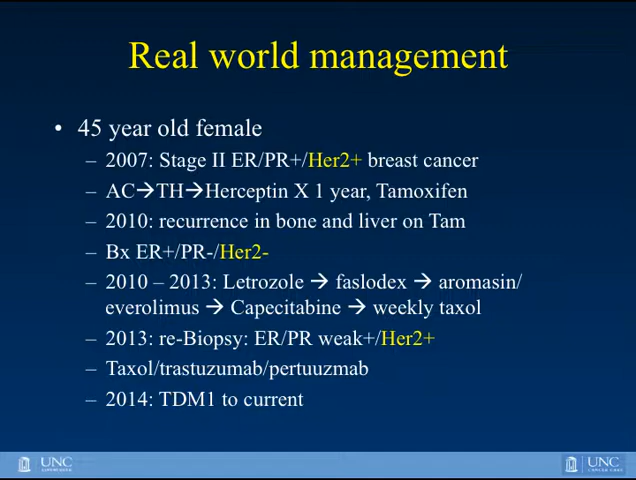 Real world management
• 45 year old female
– 2007: Stage II ER/PR+/Her2+ breast cancer
– AC→TH→Herceptin X 1 year, Tamoxifen
– 2010: recurrence in bone and liver on Tam
– Bx ER+/PR-/Her2-
– 2010 – 2013: Letrozole → faslodex → aromasin/
everolimus → Capecitabine → weekly taxol
– 2013: re-Biopsy: ER/PR weak+/Her2+
– Taxol/trastuzumab/pertuuzmab
– 2014: TDM1 to current
UNC
UNC